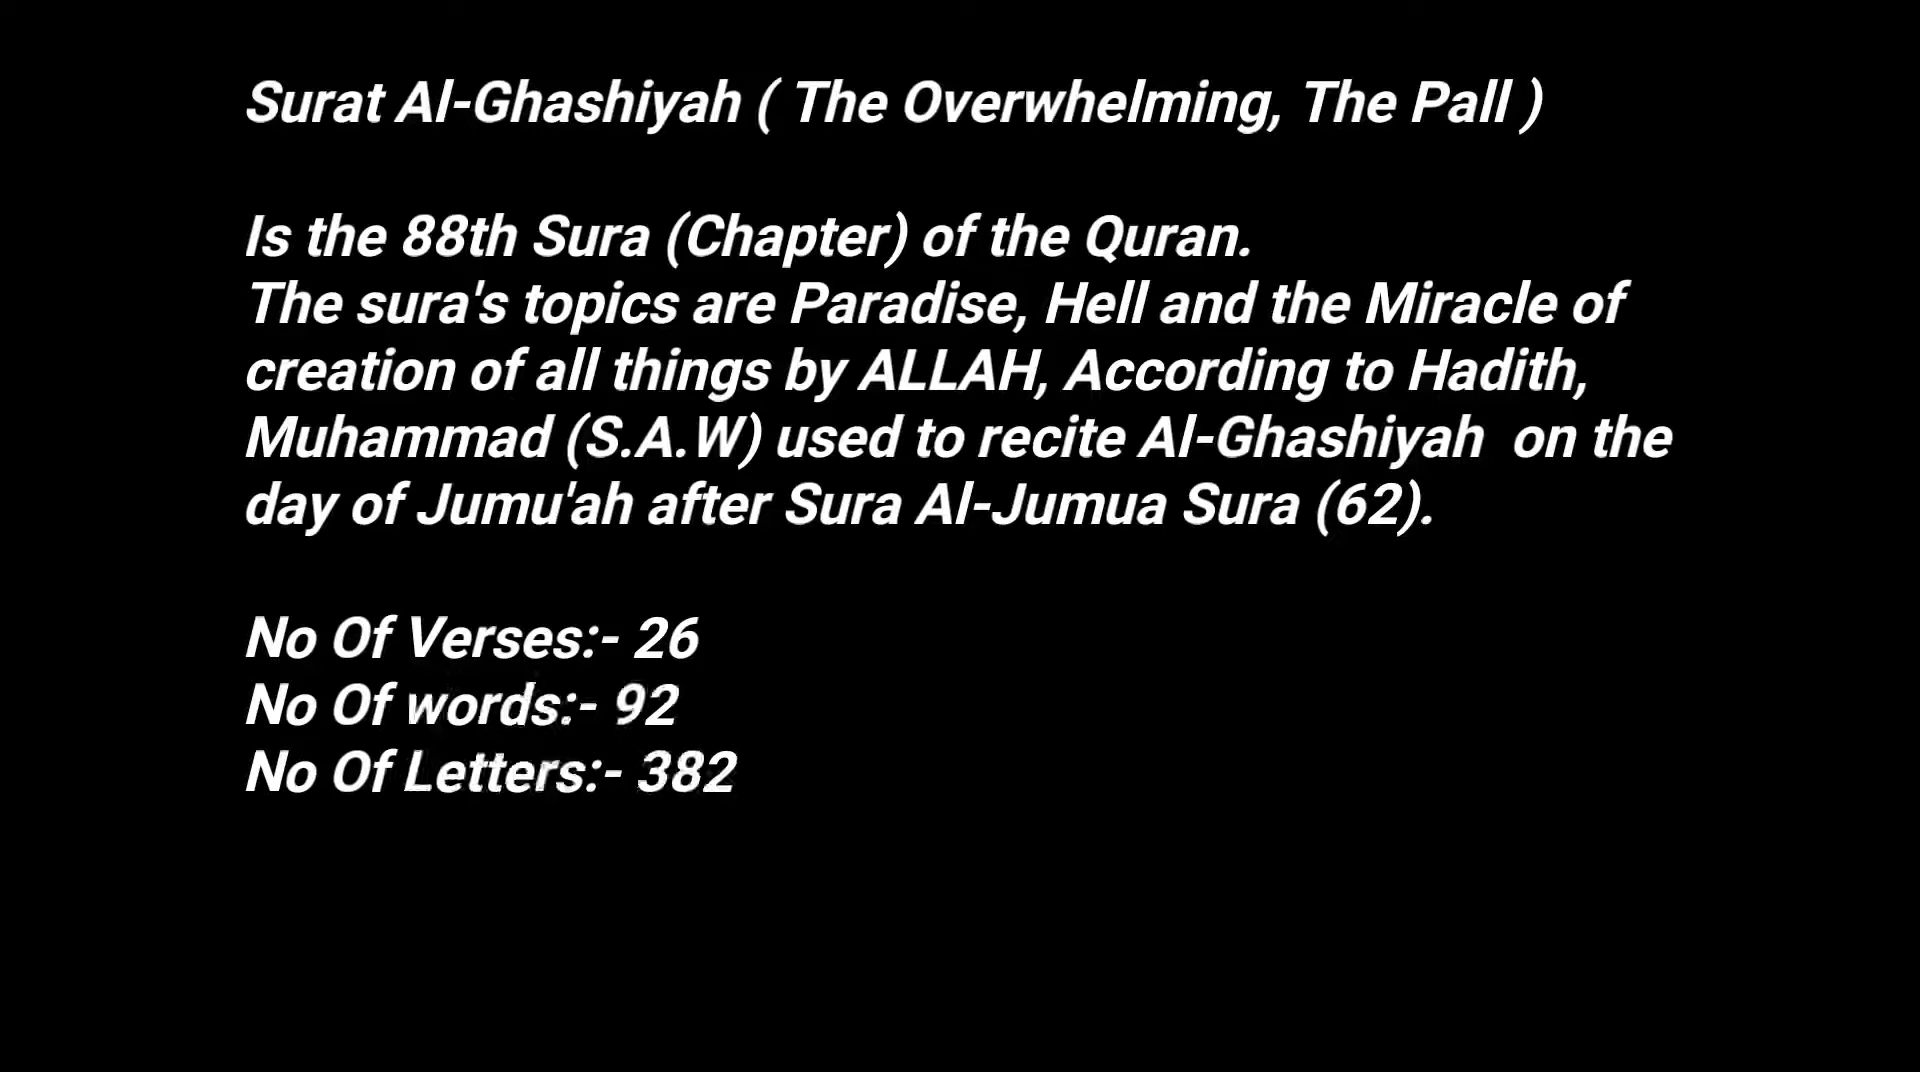 Surat Al-Ghashiyah ( The Overwhelming, The Pall )
Is the 88th Sura (Chapter) of the Quran.
The sura's topics are Paradise, Hell and the Miracle of
creation of all things by ALLAH, According to Hadith,
Muhammad (S.A.W) used to recite Al-Ghashiyah  on the
day of Jumu'ah after Sura Al-Jumua Sura (62).
No Of Verses:- 26
No Of words:- 92
No Of Letters:- 382